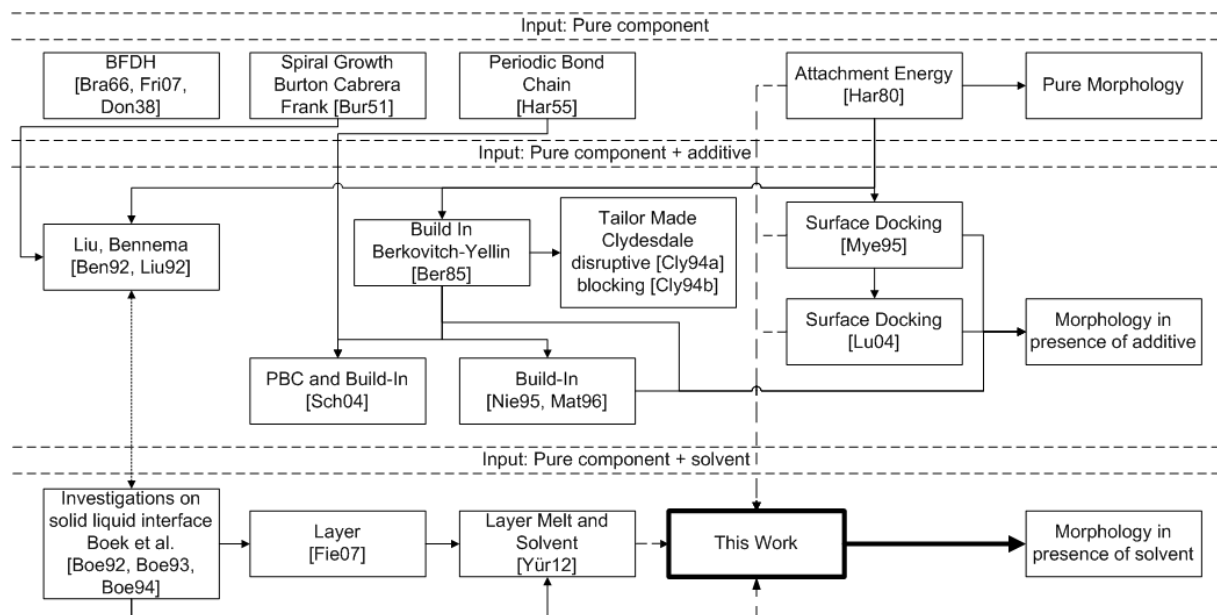 Input: Pure component
BFDH
[Bra66, Fri07,
Don38]
Spiral Growth
Burton Cabrera
Frank [Bur51]
Periodic Bond
Chain
[Har55]
Attachment Energy
[Har80]
Pure Morphology
Input: Pure component + additive
Liu, Bennema
[Ben92, Liu92]
Build In
Berkovitch-Yellin
[Ber85]
Tailor Made
Clydesdale
disruptive [Cly94a]
blocking [Cly94b]
Surface Docking
[Mye95]
Surface Docking
[Lu04]
Morphology in
presence of additive
PBC and Build-In
[Sch04]
Build-In
[Nie95, Mat96]
Input: Pure component + solvent
Investigations on
solid liquid interface
Boek et al.
[Boe92, Boe93,
Boe94]
Layer
[Fie07]
Layer Melt and
Solvent
[Yür12]
This Work
Morphology in
presence of solvent